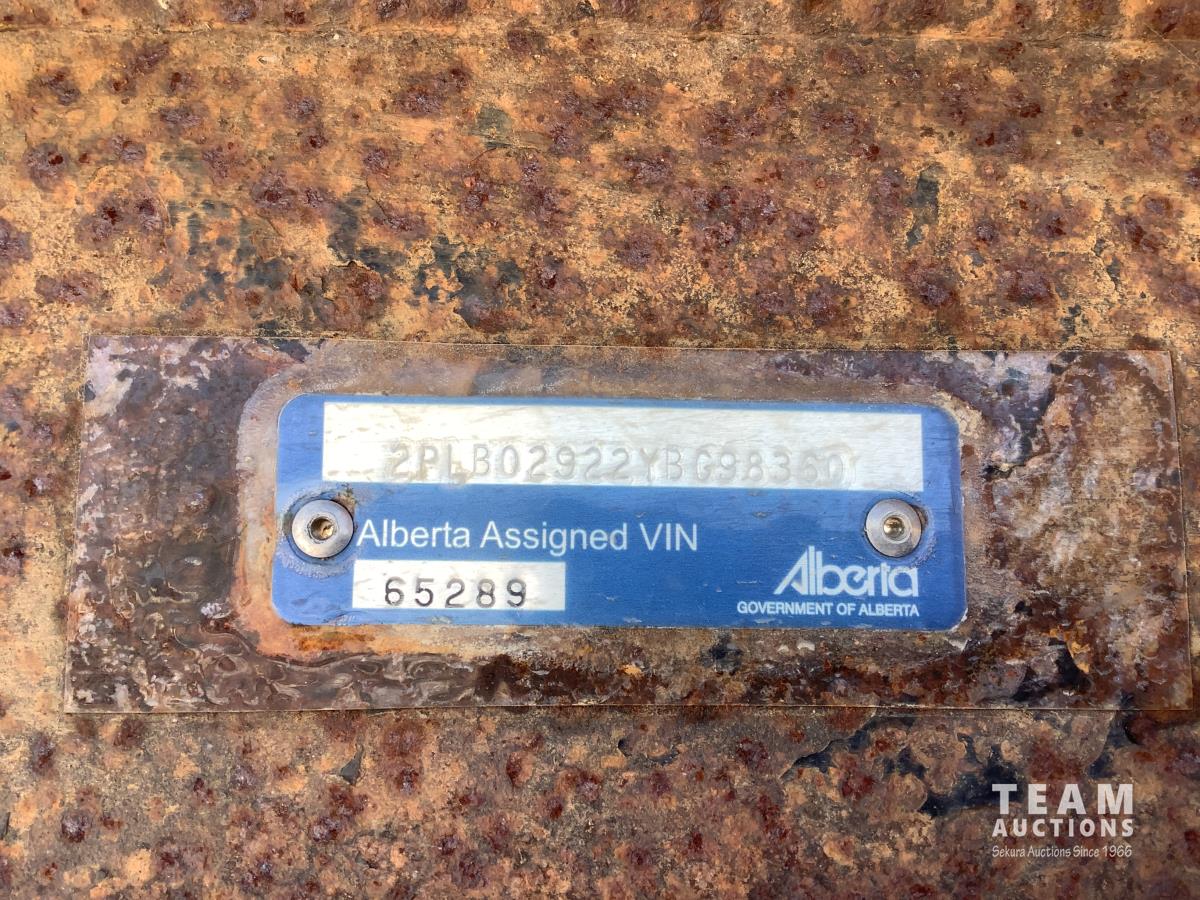 2PLB02922YBG98360
Alberta Assigned VIN
65289
Alberta
GOVERNMENT OF ALBERTA
TEAM
AUCTIONS
Sekura Auctions Since 1966